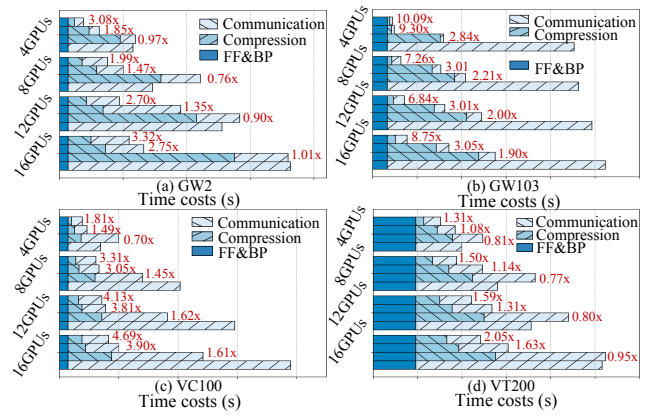 4GPUs
3.08x
1.85x
0.97x
Communication
Compression
FF&BP
8GPUs
1.99x
1.47x
0.76x
12GPUs
2.70x
1.35x
0.90x
16GPUs
3.32x
2.75x
1.01x
(a) GW2
Time costs (s)
4GPUs
10.09x
9.30x
2.84x
Communication
Compression
FF&BP
8GPUs
7.26x
3.01
2.21x
12GPUs
6.84x
3.01x
2.00x
16GPUs
8.75x
3.05x
1.90x
(b) GW103
Time costs (s)
4GPUs
1.81x
1.49x
0.70x
Communication
Compression
FF&BP
8GPUs
3.31x
3.05x
1.45x
12GPUs
4.13x
3.81x
1.62x
16GPUs
4.69x
3.90x
1.61x
(c) VC100
Time costs (s)
4GPUs
1.31x
1.08x
0.81x
Communication
Compression
FF&BP
8GPUs
1.50x
1.14x
0.77x
12GPUs
1.59x
1.31x
0.80x
16GPUs
2.05x
1.63x
0.95x
(d) VT200
Time costs (s)